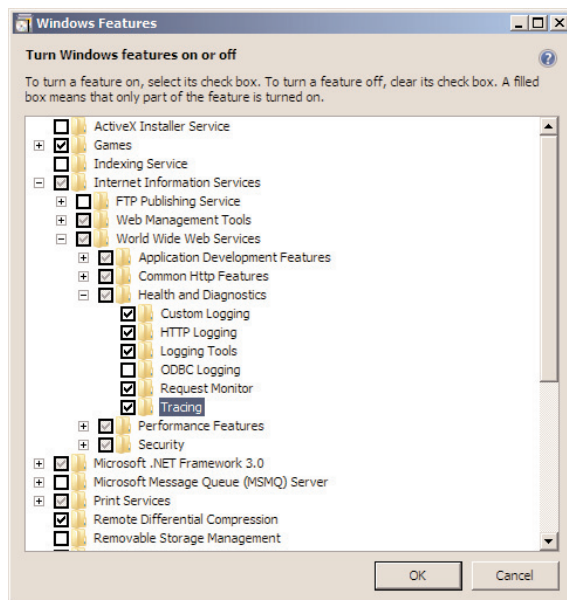 Windows Features
Turn Windows features on or off
To turn a feature on, select its check box. To turn a feature off, clear its check box. A filled
box means that only part of the feature is turned on.
ActiveX Installer Service
Games
Indexing Service
Internet Information Services
FTP Publishing Service
Web Management Tools
World Wide Web Services
Application Development Features
Common Http Features
Health and Diagnostics
Custom Logging
HTTP Logging
Logging Tools
ODBC Logging
Request Monitor
Tracing
Performance Features
Security
Microsoft .NET Framework 3.0
Microsoft Message Queue (MSMQ) Server
Print Services
Remote Differential Compression
Removable Storage Management
OK Cancel